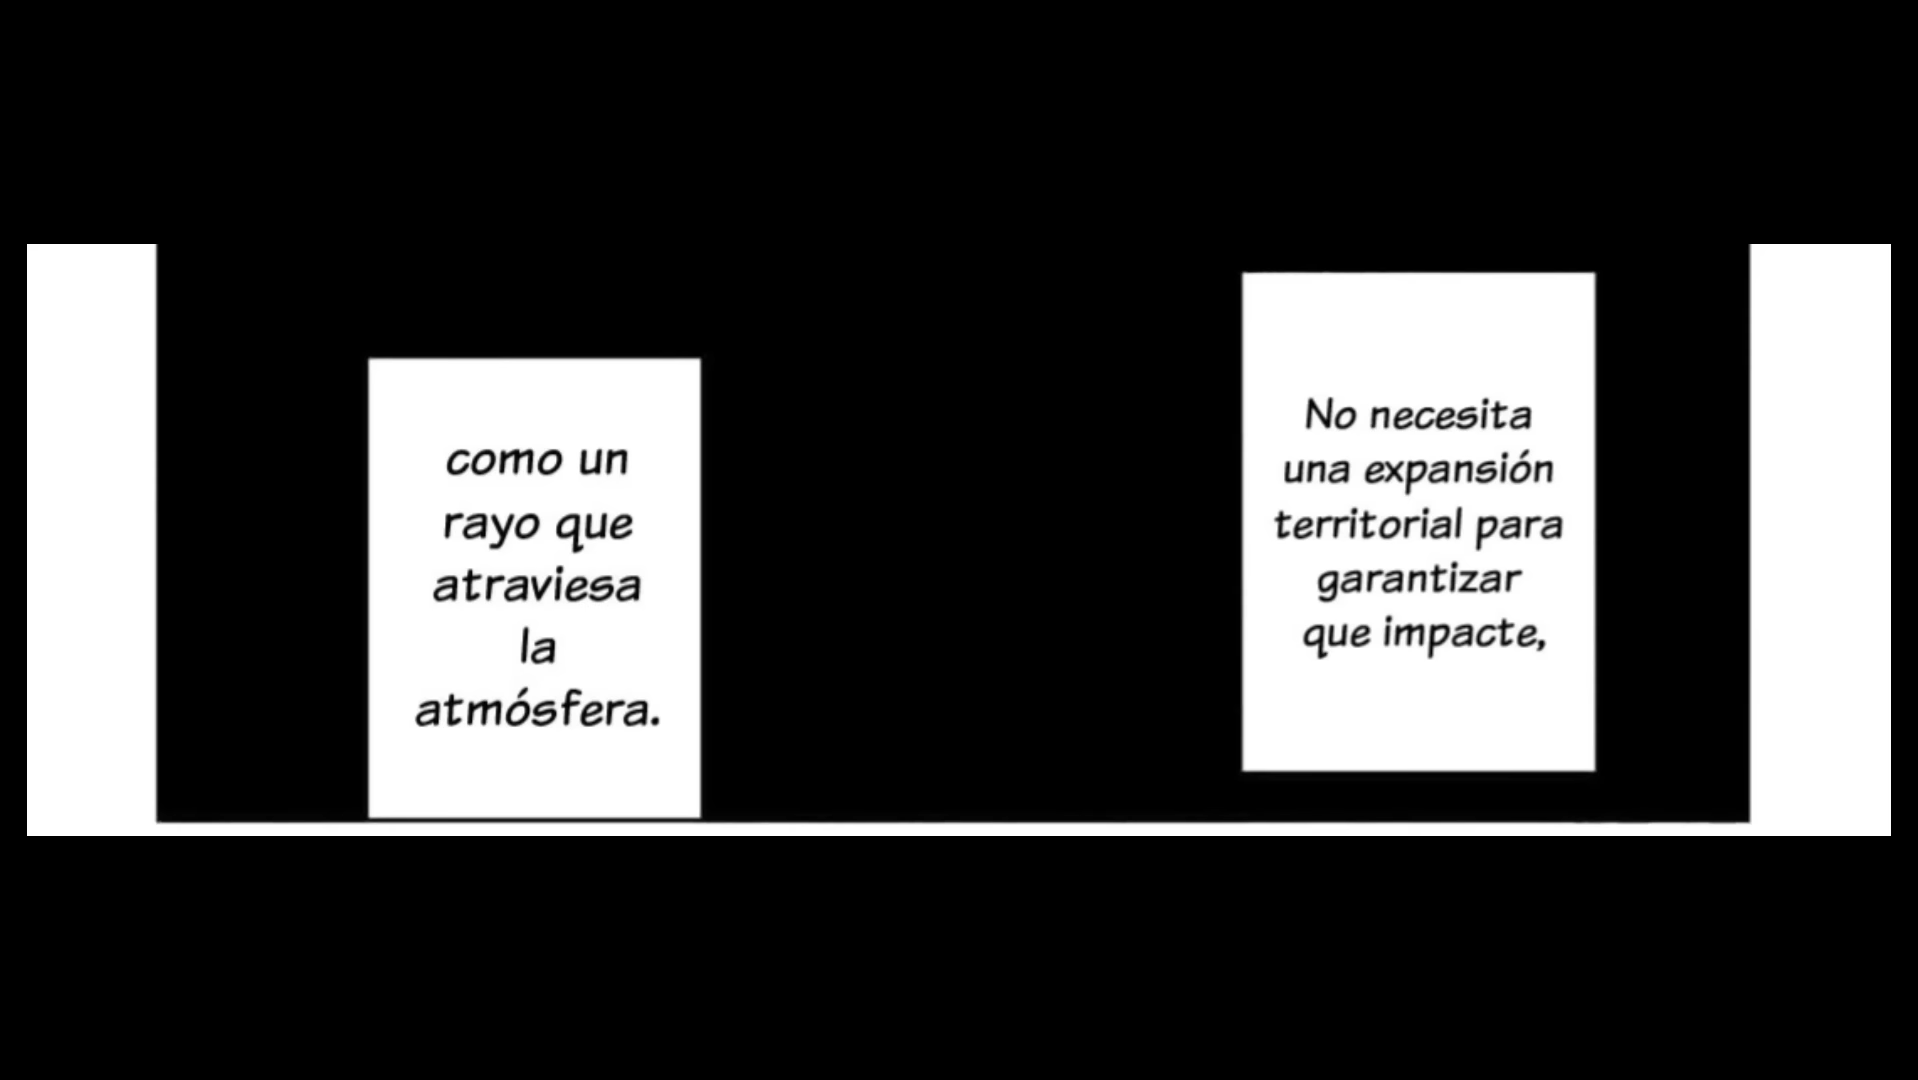 No necesita
una expansión
territorial para
garantizar
que impacte,
como un
rayo que
atraviesa
la
atmósfera.